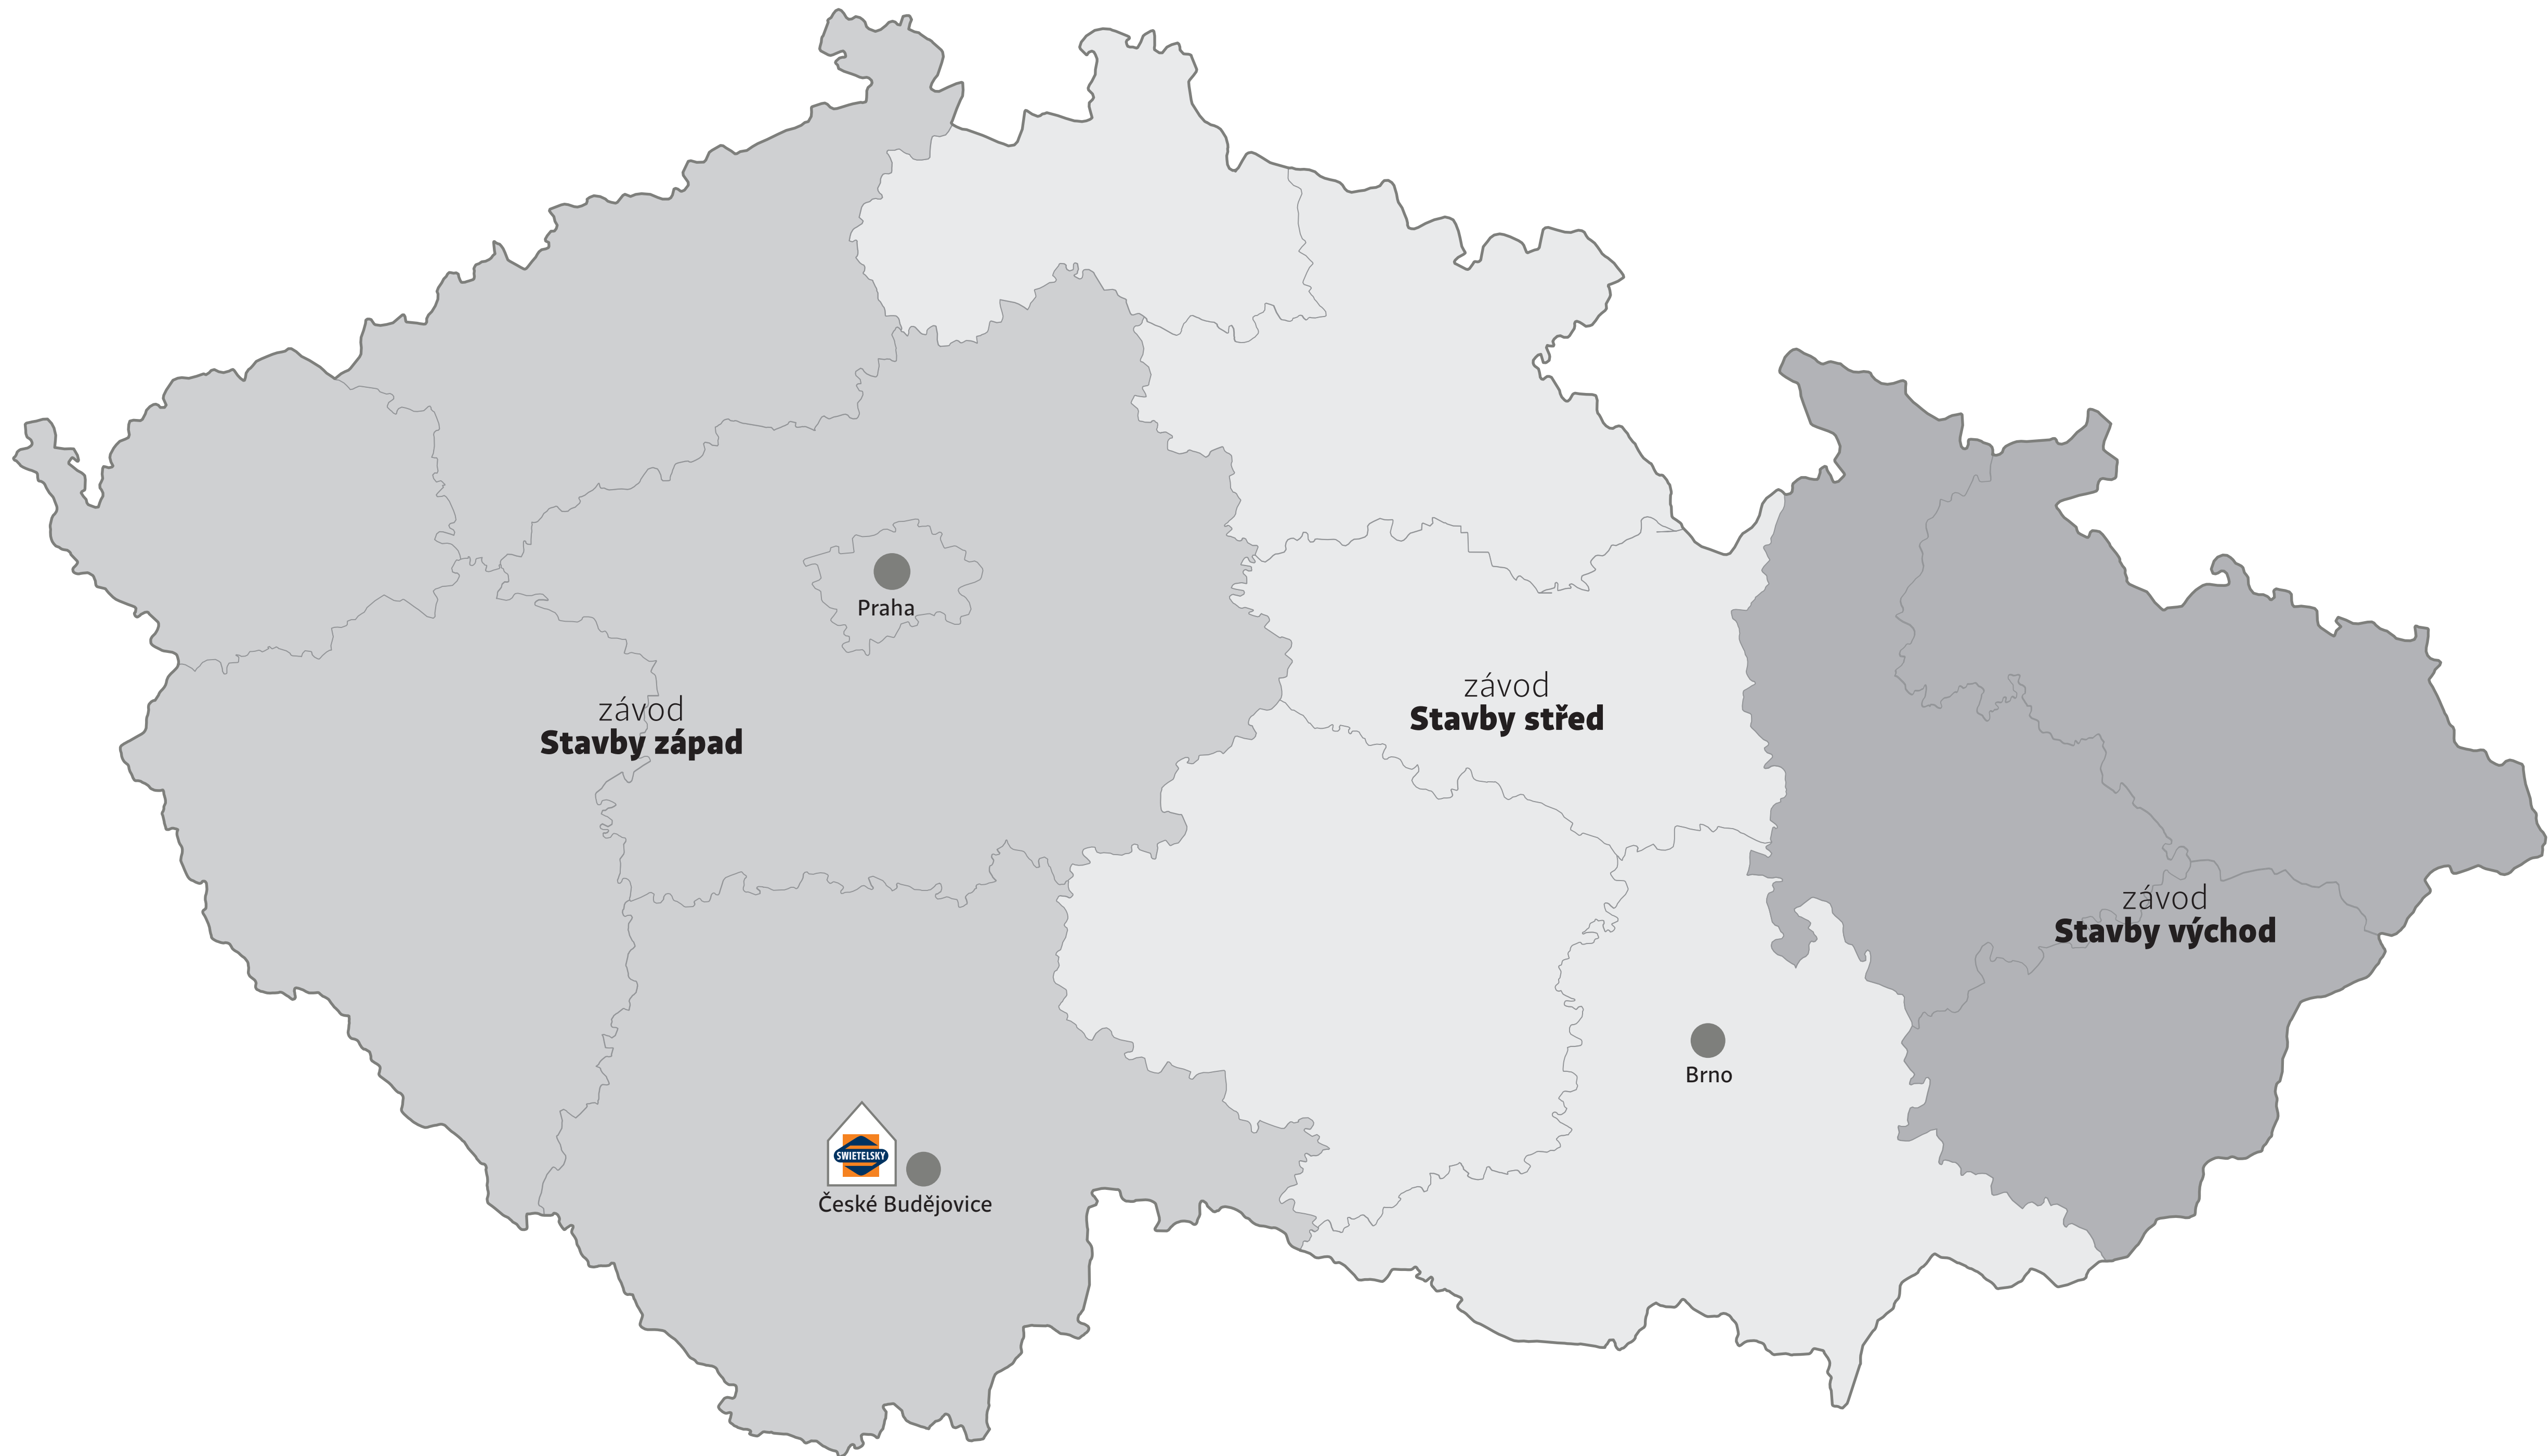 Praha
závod
Stavby západ
závod
Stavby střed
závod
Stavby východ
Brno
SWIETELSKY
České Budějovice